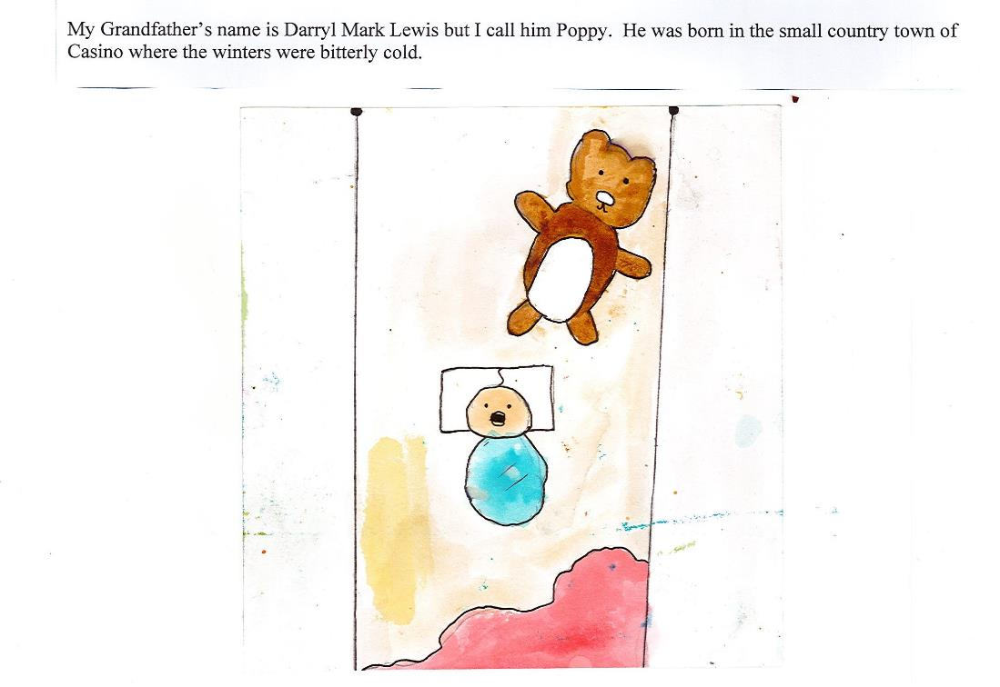 My Grandfather’s name is Darryl Mark Lewis but I call him Poppy.  He was born in the small country town of
Casino where the winters were bitterly cold.